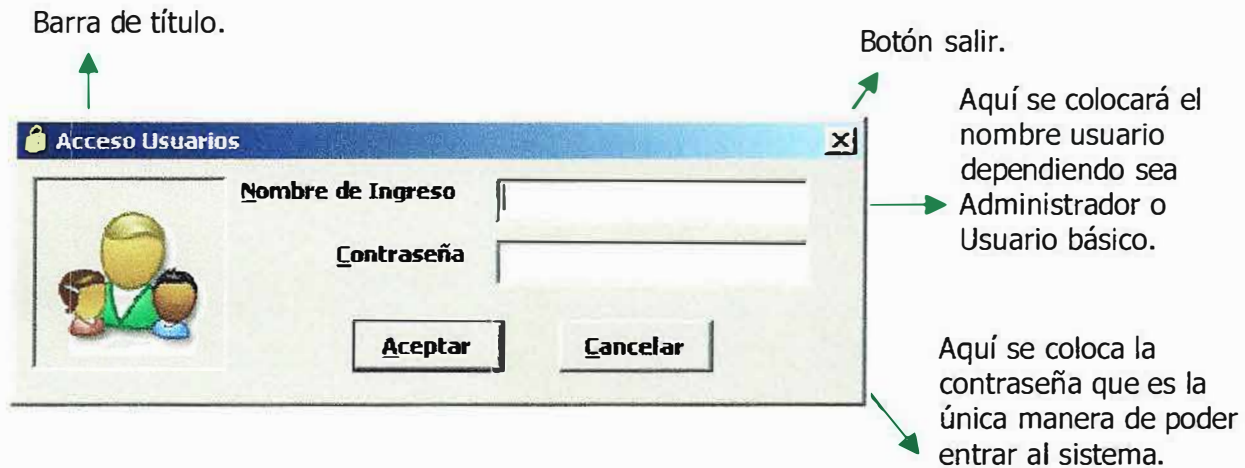 Barra de título.
Botón salir.
Aquí se colocará el
nombre usuario
dependiendo sea
Administrador o
Usuario básico.
Acceso Usuarios
Nombre de Ingreso
Contraseña
Aceptar
Cancelar
Aquí se coloca la
contraseña que es la
única manera de poder
entrar al sistema.